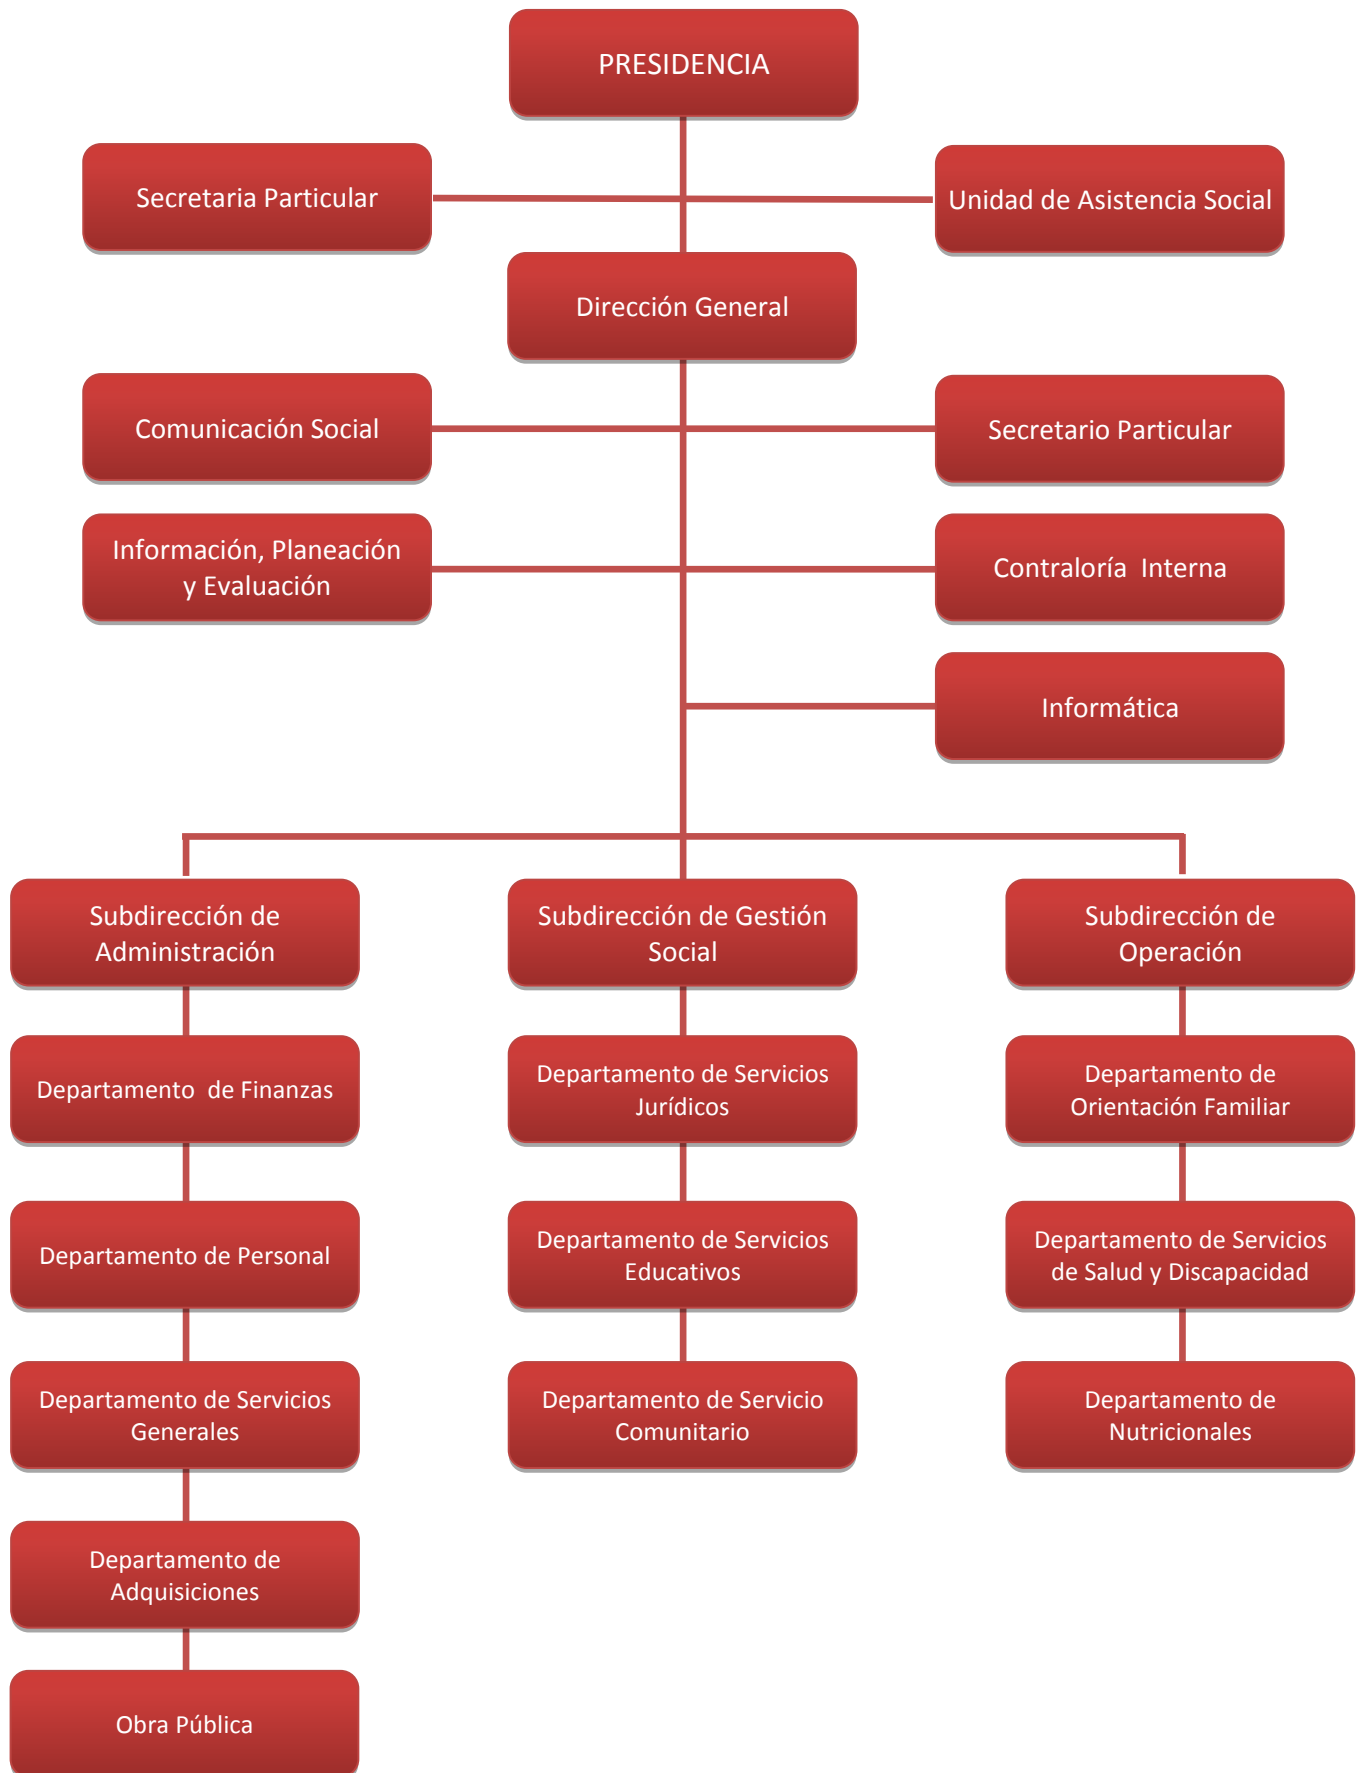 PRESIDENCIA
Secretaria Particular
Unidad de Asistencia Social
Dirección General
Comunicación Social
Secretario Particular
Información, Planeación
y Evaluación
Contraloría  Interna
Informática
Subdirección de
Administración
Subdirección de Gestión
Social
Subdirección de
Operación
Departamento  de Finanzas
Departamento de Servicios
Jurídicos
Departamento de
Orientación Familiar
Departamento de Personal
Departamento de Servicios
Educativos
Departamento de Servicios
de Salud y Discapacidad
Departamento de Servicios
Generales
Departamento de Servicio
Comunitario
Departamento de
Nutricionales
Departamento de
Adquisiciones
Obra Pública